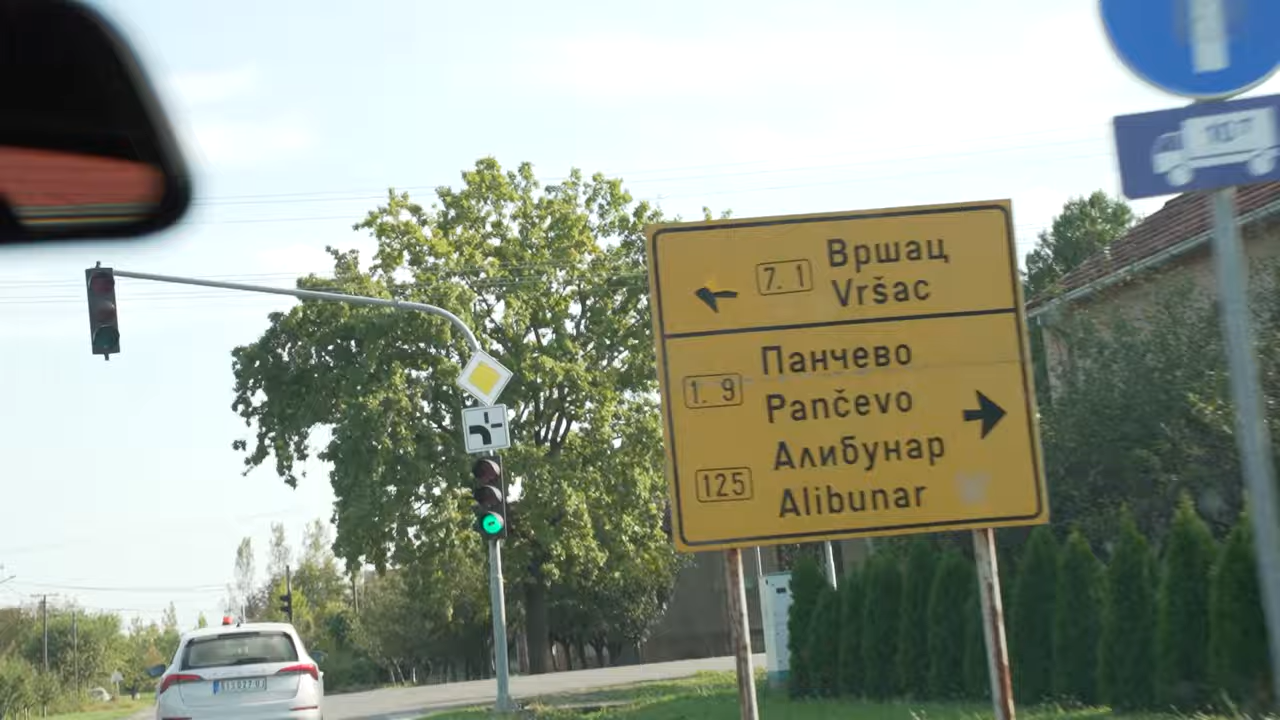 7. 1
Вршац
Vršac
Панчево
1. 9
Pančevo
Алибунар
125
Alibunar